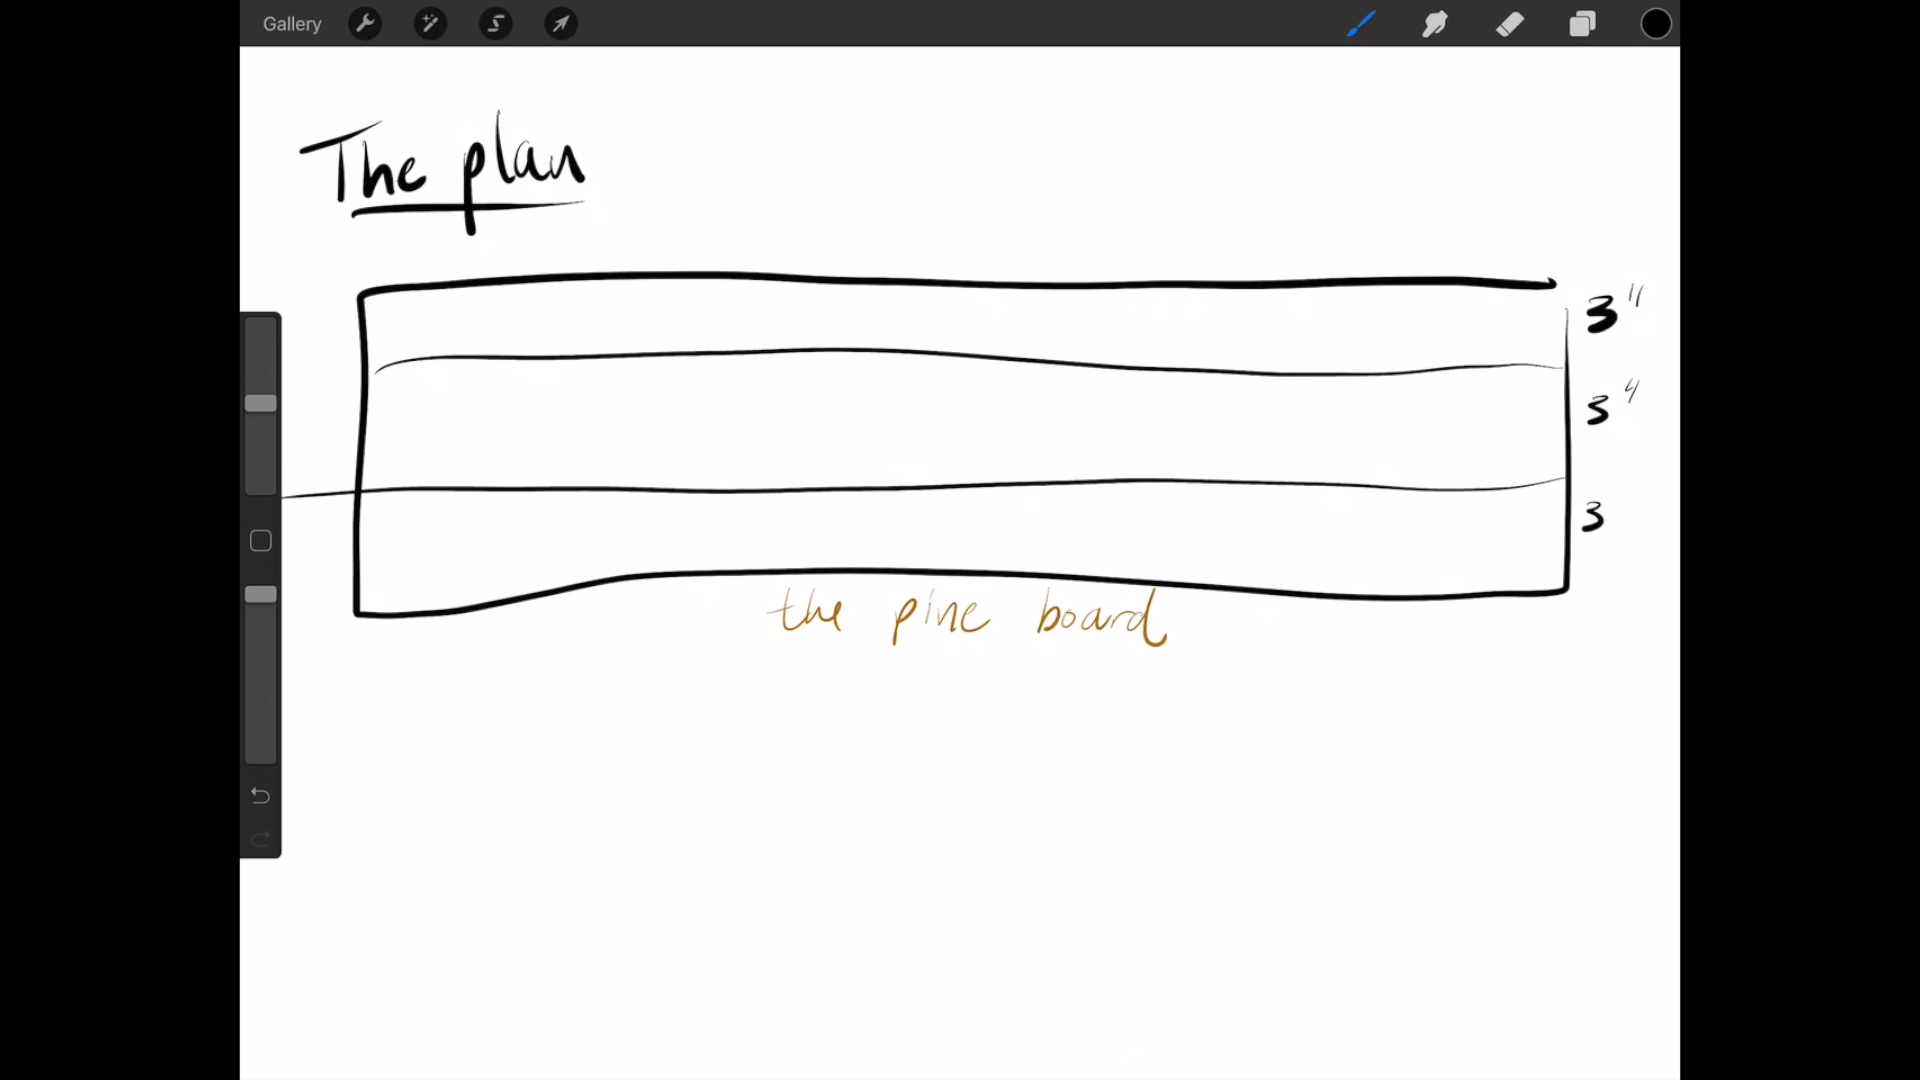 Gallery
The plan
3"
3"
3
the pine board